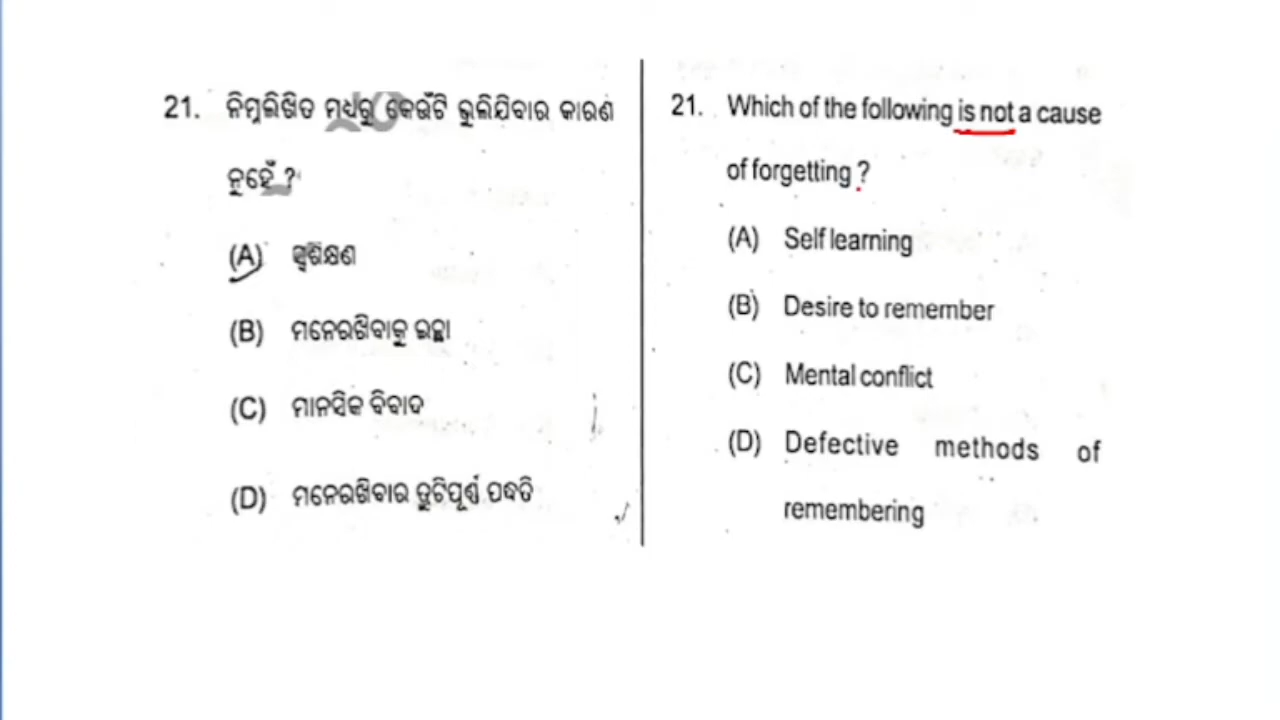 21. ନିମ୍ନଲିଖିତ ମଧ୍ୟରୁ କେଉଁଟି ଭୁଲିଯିବାର କାରଣ
ନୁହେଁ ?
(A) ସ୍ଵଶିକ୍ଷଣ
(B) ମନେରଖିବାକୁ ଇଚ୍ଛା
(C) ମାନସିକ ବିବାଦ
(D) ମନେରଖିବାର ତ୍ରୁଟିପୂର୍ଣ୍ଣ ପଦ୍ଧତି
21. Which of the following is not a cause
of forgetting ?
(A) Self learning
(B) Desire to remember
(C) Mental conflict
(D) Defective methods of
remembering